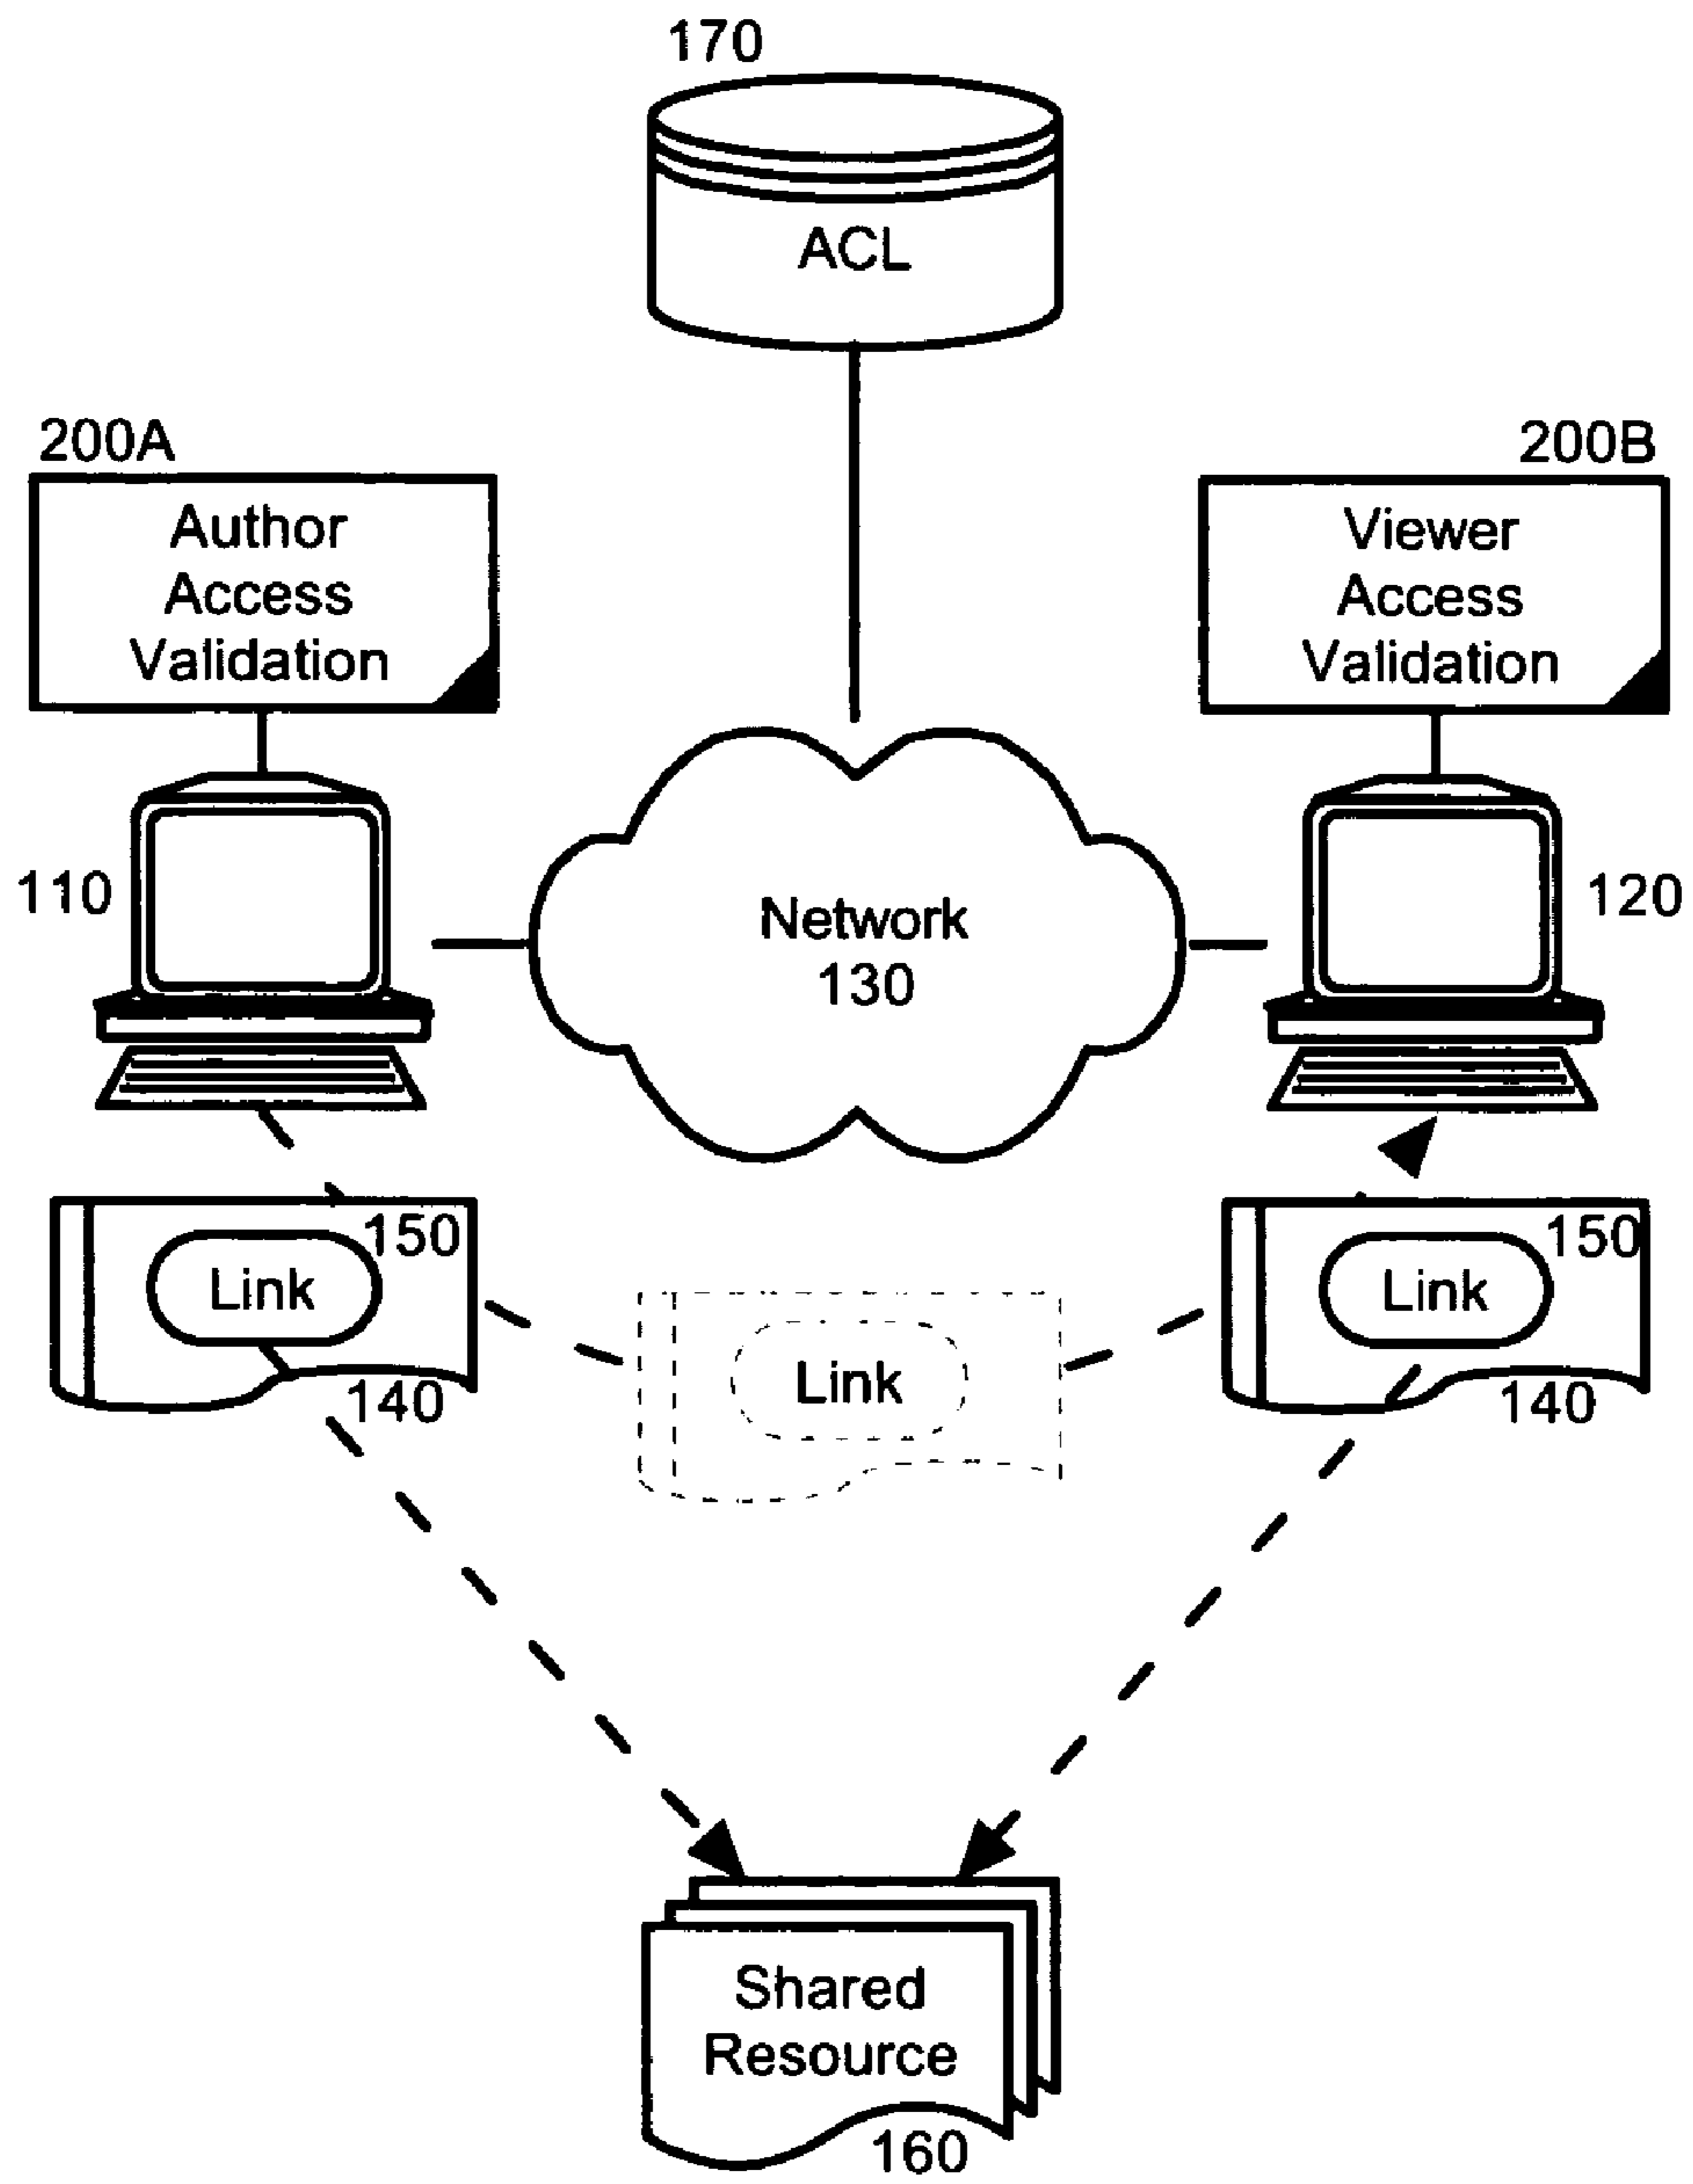 170
ACL
200A
Author
Access
Validation
200B
Viewer
Access
Validation
110
Network
130
120
150
Link
140
Link
150
Link
140
Shared
Resource
160